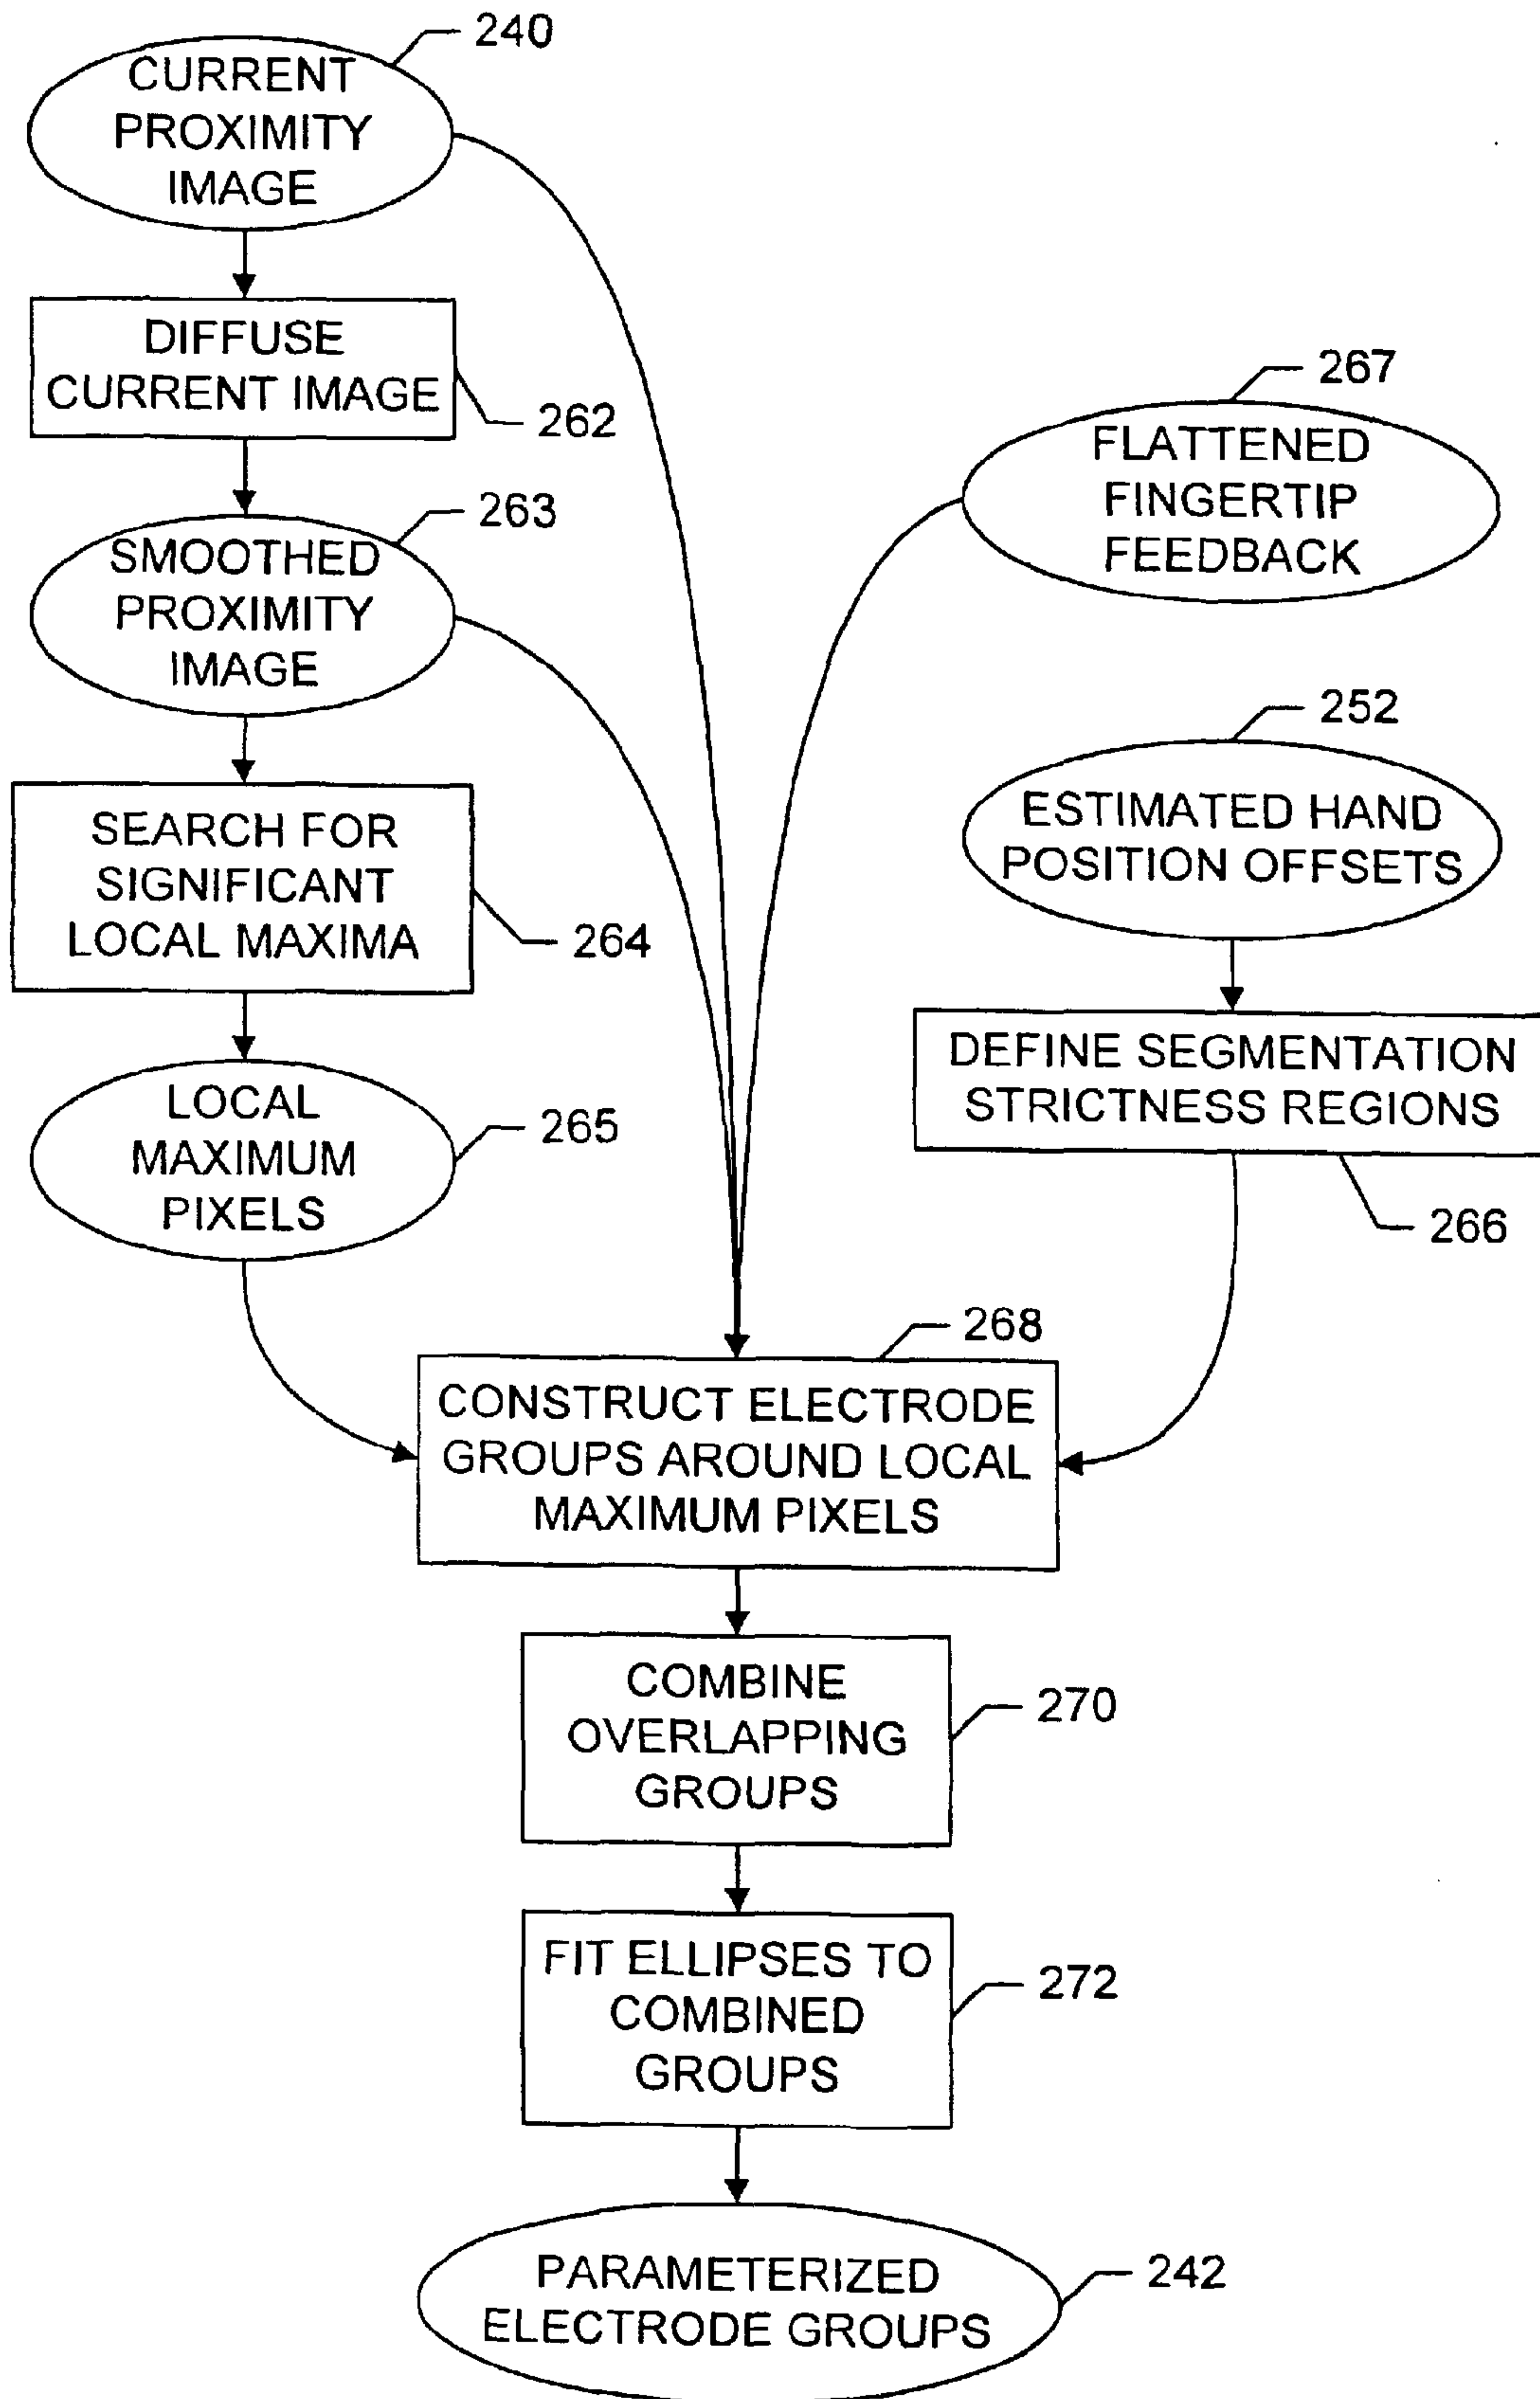 240
CURRENT
PROXIMITY
IMAGE
DIFFUSE
CURRENT IMAGE
262
263
SMOOTHED
PROXIMITY
IMAGE
SEARCH FOR
SIGNIFICANT
LOCAL MAXIMA
264
LOCAL
MAXIMUM
PIXELS
265
267
FLATTENED
FINGERTIP
FEEDBACK
252
ESTIMATED HAND
POSITION OFFSETS
DEFINE SEGMENTATION
STRICTNESS REGIONS
266
268
CONSTRUCT ELECTRODE
GROUPS AROUND LOCAL
MAXIMUM PIXELS
COMBINE
OVERLAPPING
GROUPS
270
FIT ELLIPSES TO
COMBINED
GROUPS
272
PARAMETERIZED
ELECTRODE GROUPS
242